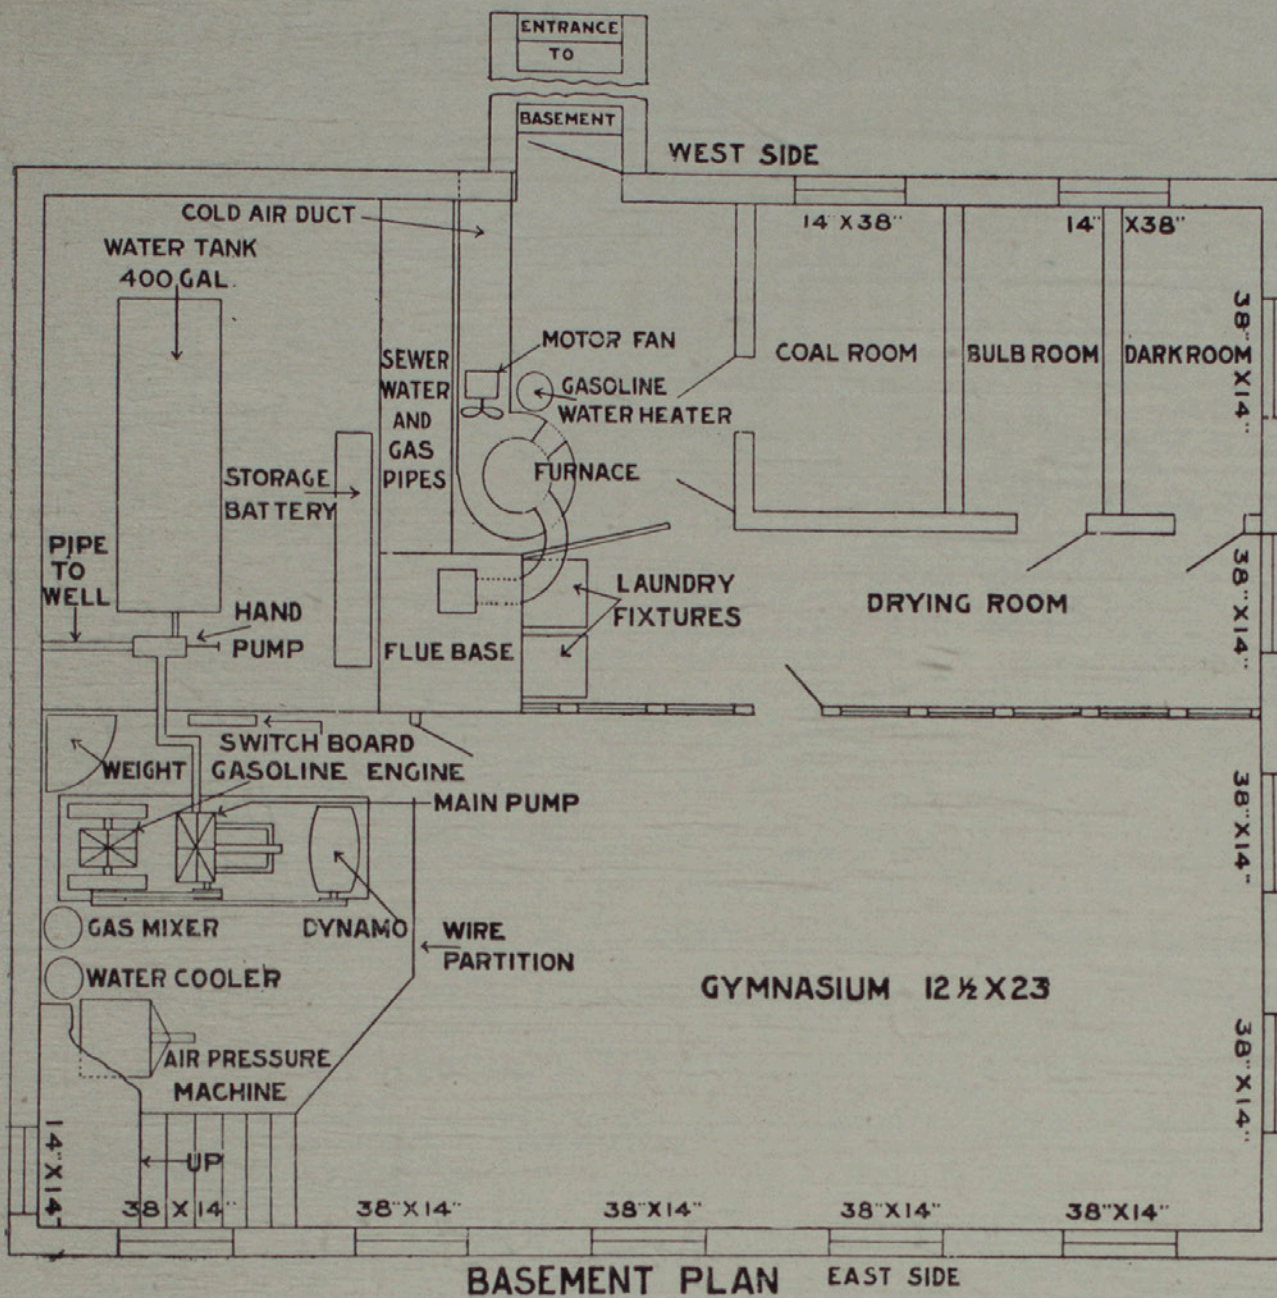 ENTRANCE
TO
BASEMENT
WEST SIDE
COLD AIR DUCT
14"X38"
14" X38"
WATER TANK
400 GAL.
38"X14"
MOTOR FAN
SEWER
WATER
AND
GAS
PIPES
COAL ROOM
BULB ROOM
DARK ROOM
GASOLINE
WATER HEATER
STORAGE
BATTERY
FURNACE
PIPE
TO
WELL
HAND
PUMP
LAUNDRY
FIXTURES
DRYING ROOM
38"X14"
FLUE BASE
SWITCH BOARD
WEIGHT
GASOLINE ENGINE
MAIN PUMP
38"X14"
GAS MIXER
DYNAMO
WIRE
PARTITION
WATER COOLER
GYMNASIUM 12½X23
AIR PRESSURE
MACHINE
38"X14"
14"X14"
UP
38 X14"
38"X14"
38"X14"
38"X14"
38"X14"
BASEMENT PLAN
EAST SIDE